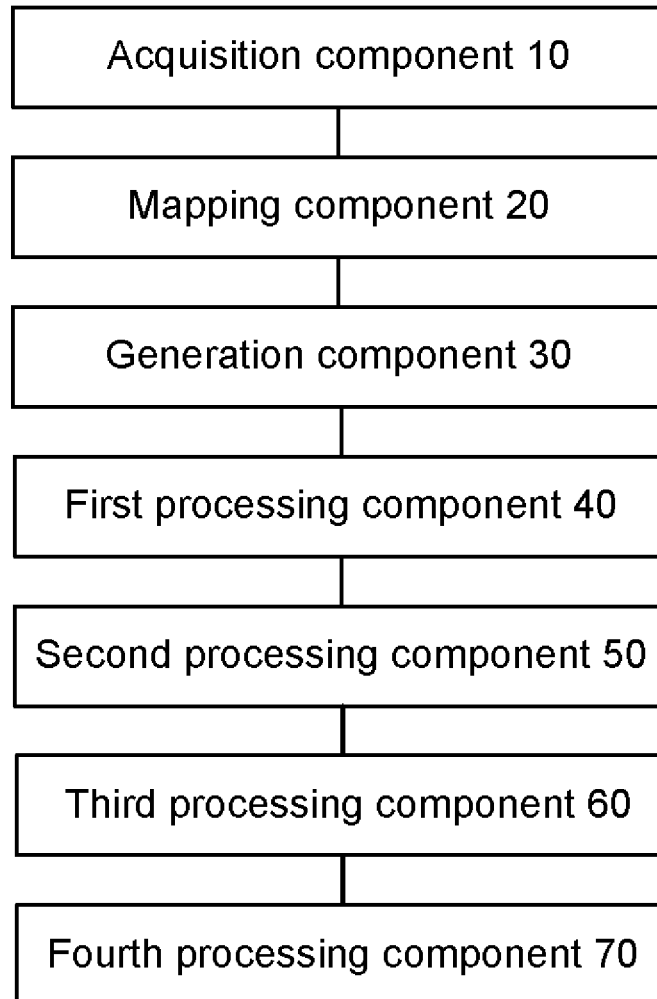 Acquisition component 10
Mapping component 20
Generation component 30
First processing component 40
Second processing component 50
Third processing component 60
Fourth processing component 70